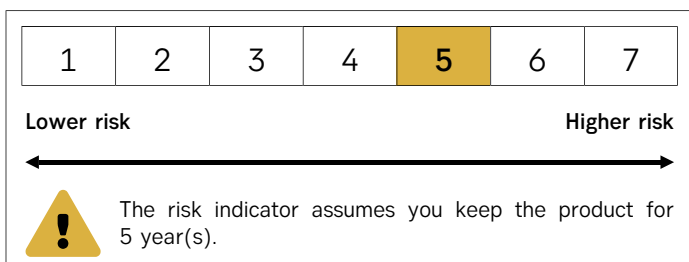 1 2 3 4 5 6 7
Lower risk Higher risk
The risk indicator assumes you keep the product for
5 year(s).